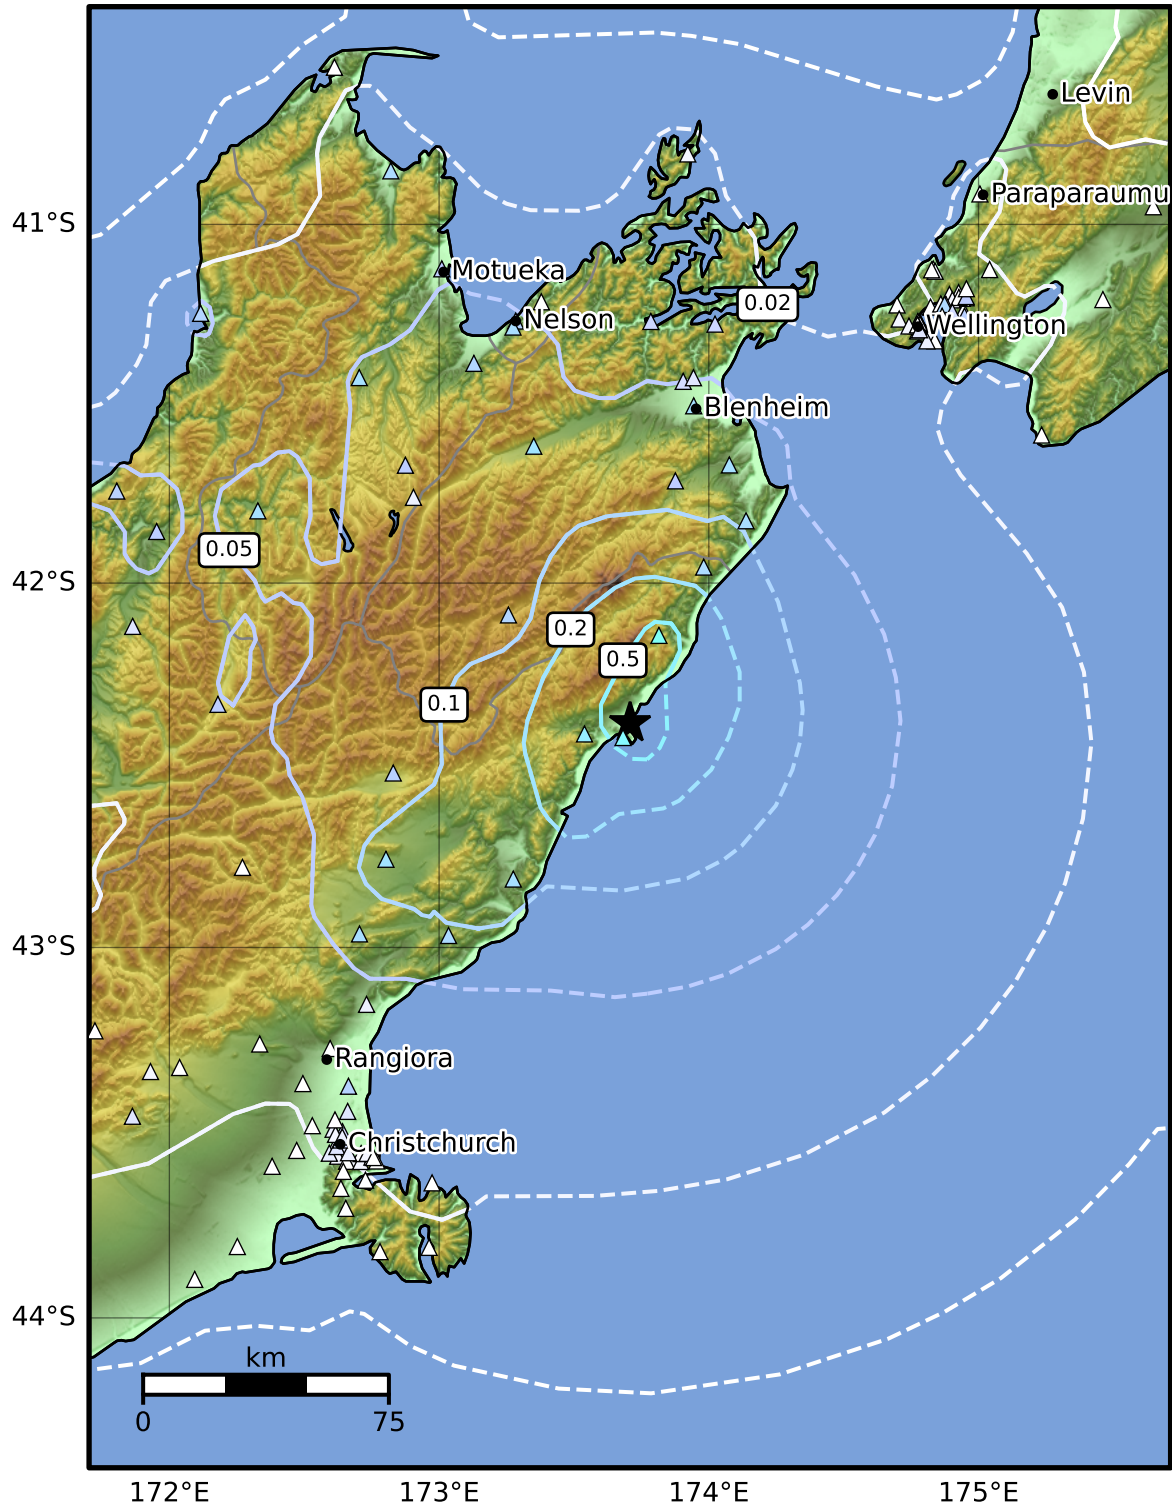 Levin
Paraparaumu
41°S
Motueka
0.02
Nelson
Wellington
Blenheim
0.05
42°S
0.2
0.5
0.1
43°S
Rangiora
Christchurch
44°S
km
0 75
172°E 173°E 174°E 175°E